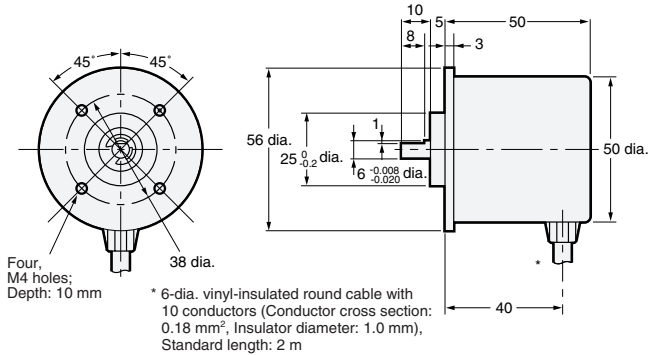 45° 45°
10
5
50
8
3
56 dia.
1
25 0 -0.2 dia.
6 -0.008 -0.020 dia.
50 dia.
38 dia.
Four,
M4 holes;
Depth: 10 mm
*
40
* 6-dia. vinyl-insulated round cable with
10 conductors (Conductor cross section:
0.18 mm², Insulator diameter: 1.0 mm),
Standard length: 2 m